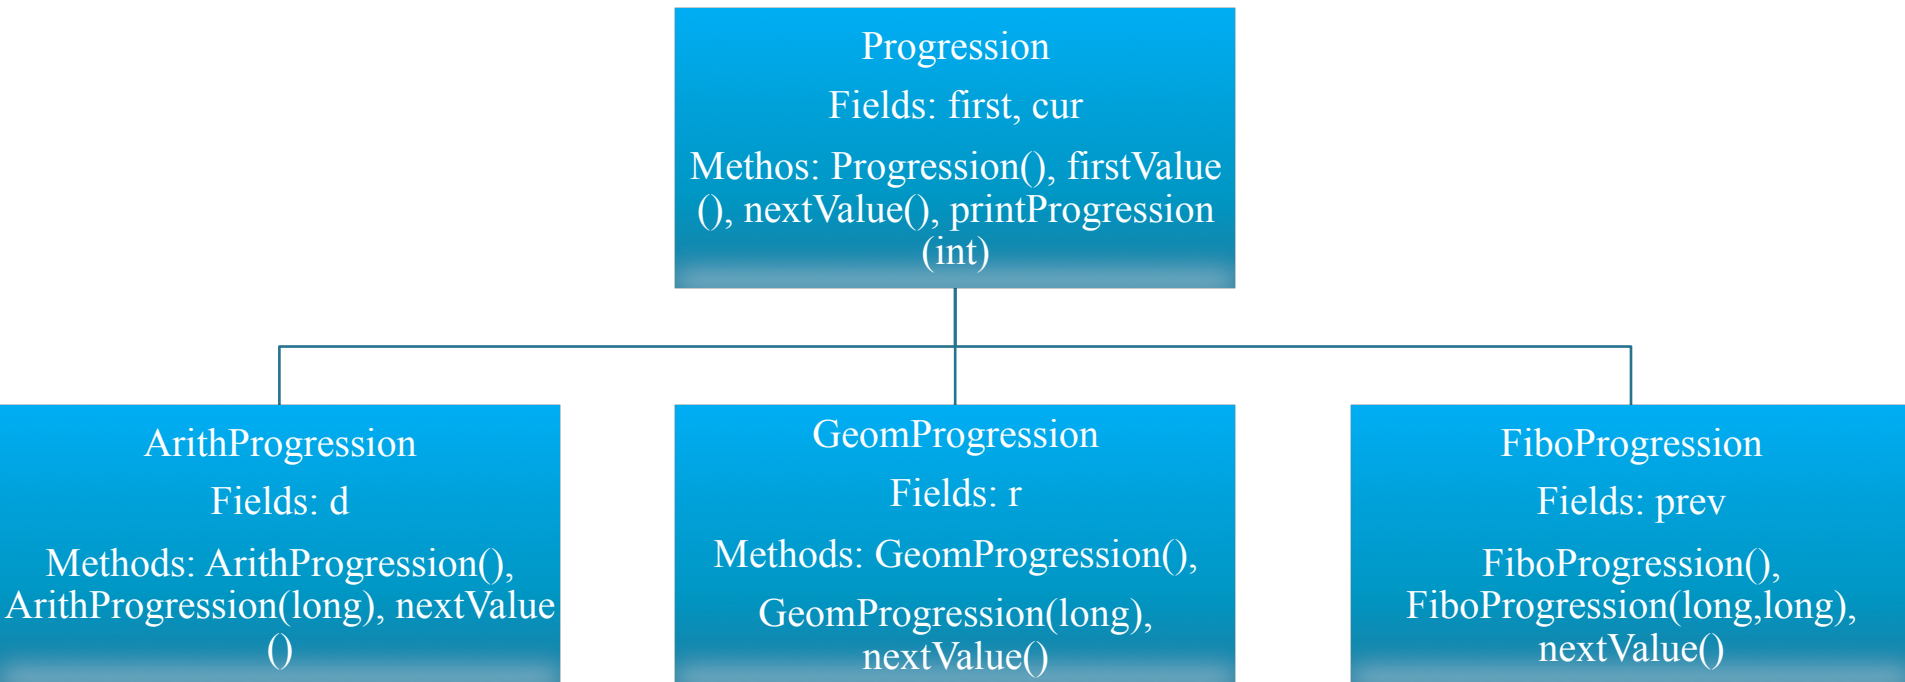 Progression
Fields: first, cur
Methos: Progression(), firstValue
(), nextValue(), printProgression
(int)
ArithProgression
Fields: d
Methods: ArithProgression(),
ArithProgression(long), nextValue
()
GeomProgression
Fields: r
Methods: GeomProgression(),
GeomProgression(long),
nextValue()
FiboProgression
Fields: prev
FiboProgression(),
FiboProgression(long,long),
nextValue()